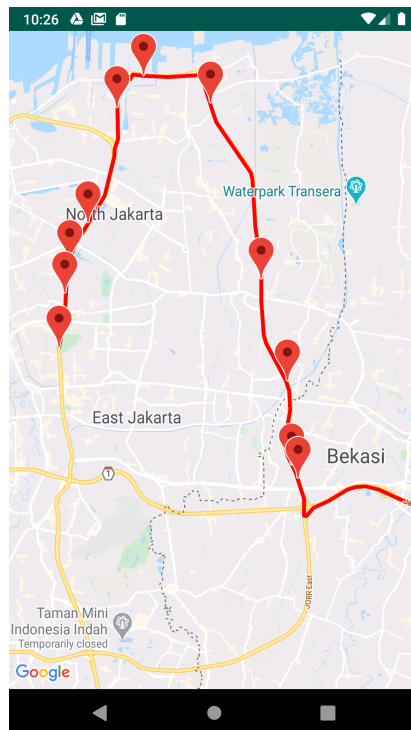 10:26
Waterpark Transera
North Jakarta
East Jakarta
Bekasi
1
JORR East
Taman Mini
Indonesia Indah
Temporarily closed
Google